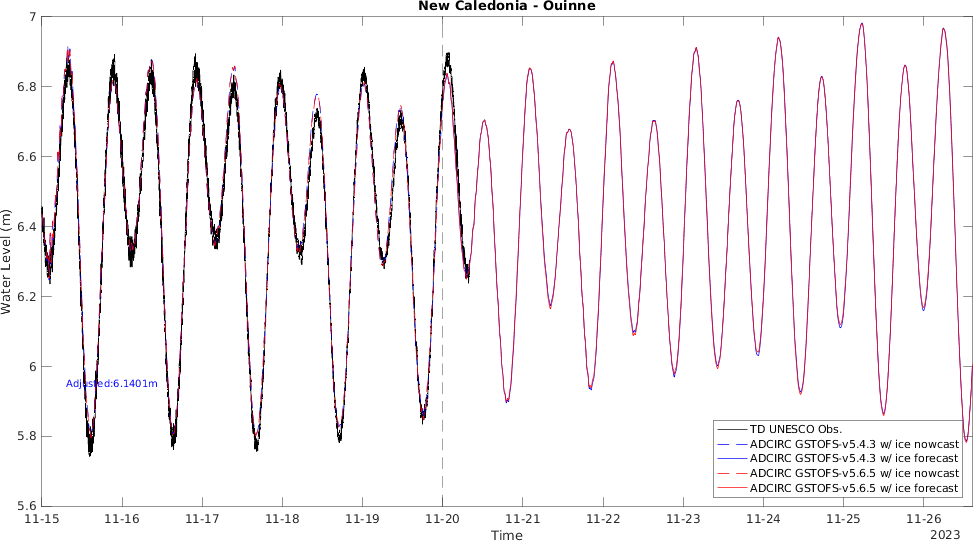 New Caledonia - Ouinne
7
6.8
6.6
6.4
6.2
6
5.8
5.6
Water Level (m)
Adjusted:6.1401m
TD UNESCO Obs.
ADCIRC GSTOFS-v5.4.3 w/ ice nowcast
ADCIRC GSTOFS-v5.4.3 w/ ice forecast
ADCIRC GSTOFS-v5.6.5 w/ ice nowcast
ADCIRC GSTOFS-v5.6.5 w/ ice forecast
11-15 11-16 11-17 11-18 11-19 11-20 11-21 11-22 11-23 11-24 11-25 11-26
Time
2023